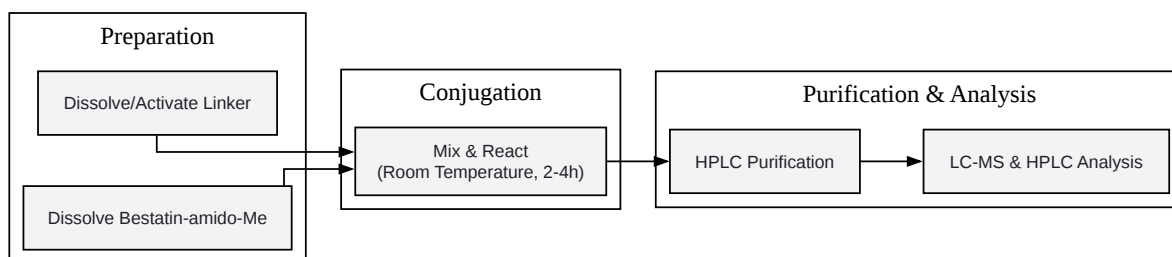 Preparation
Dissolve/Activate Linker
Dissolve Bestatin-amido-Me
Conjugation
Mix & React
(Room Temperature, 2-4h)
Purification & Analysis
HPLC Purification
LC-MS & HPLC Analysis